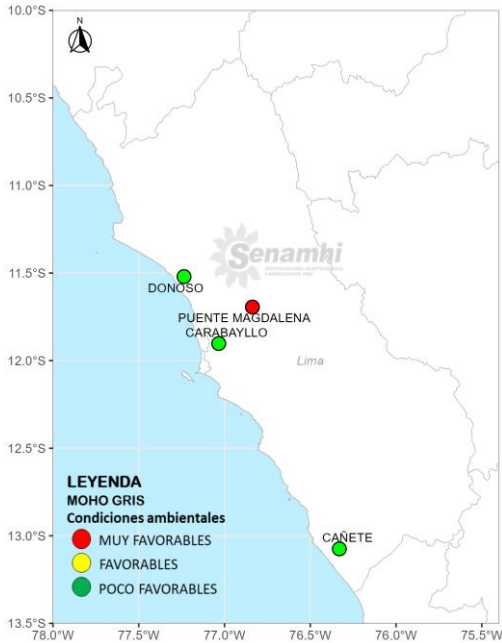 N
10.0°S
10.5°S
11.0°S
11.5°S
12.0°S
12.5°S
13.0°S
13.5°S
Senamhi
DONOSO
PUENTE MAGDALENA
CARABAYLLO
Lima
CAÑETE
LEYENDA
MOHO GRIS
Condiciones ambientales
MUY FAVORABLES
FAVORABLES
POCO FAVORABLES
78.0°W 77.5°W 77.0°W 76.5°W 76.0°W 75.5°W